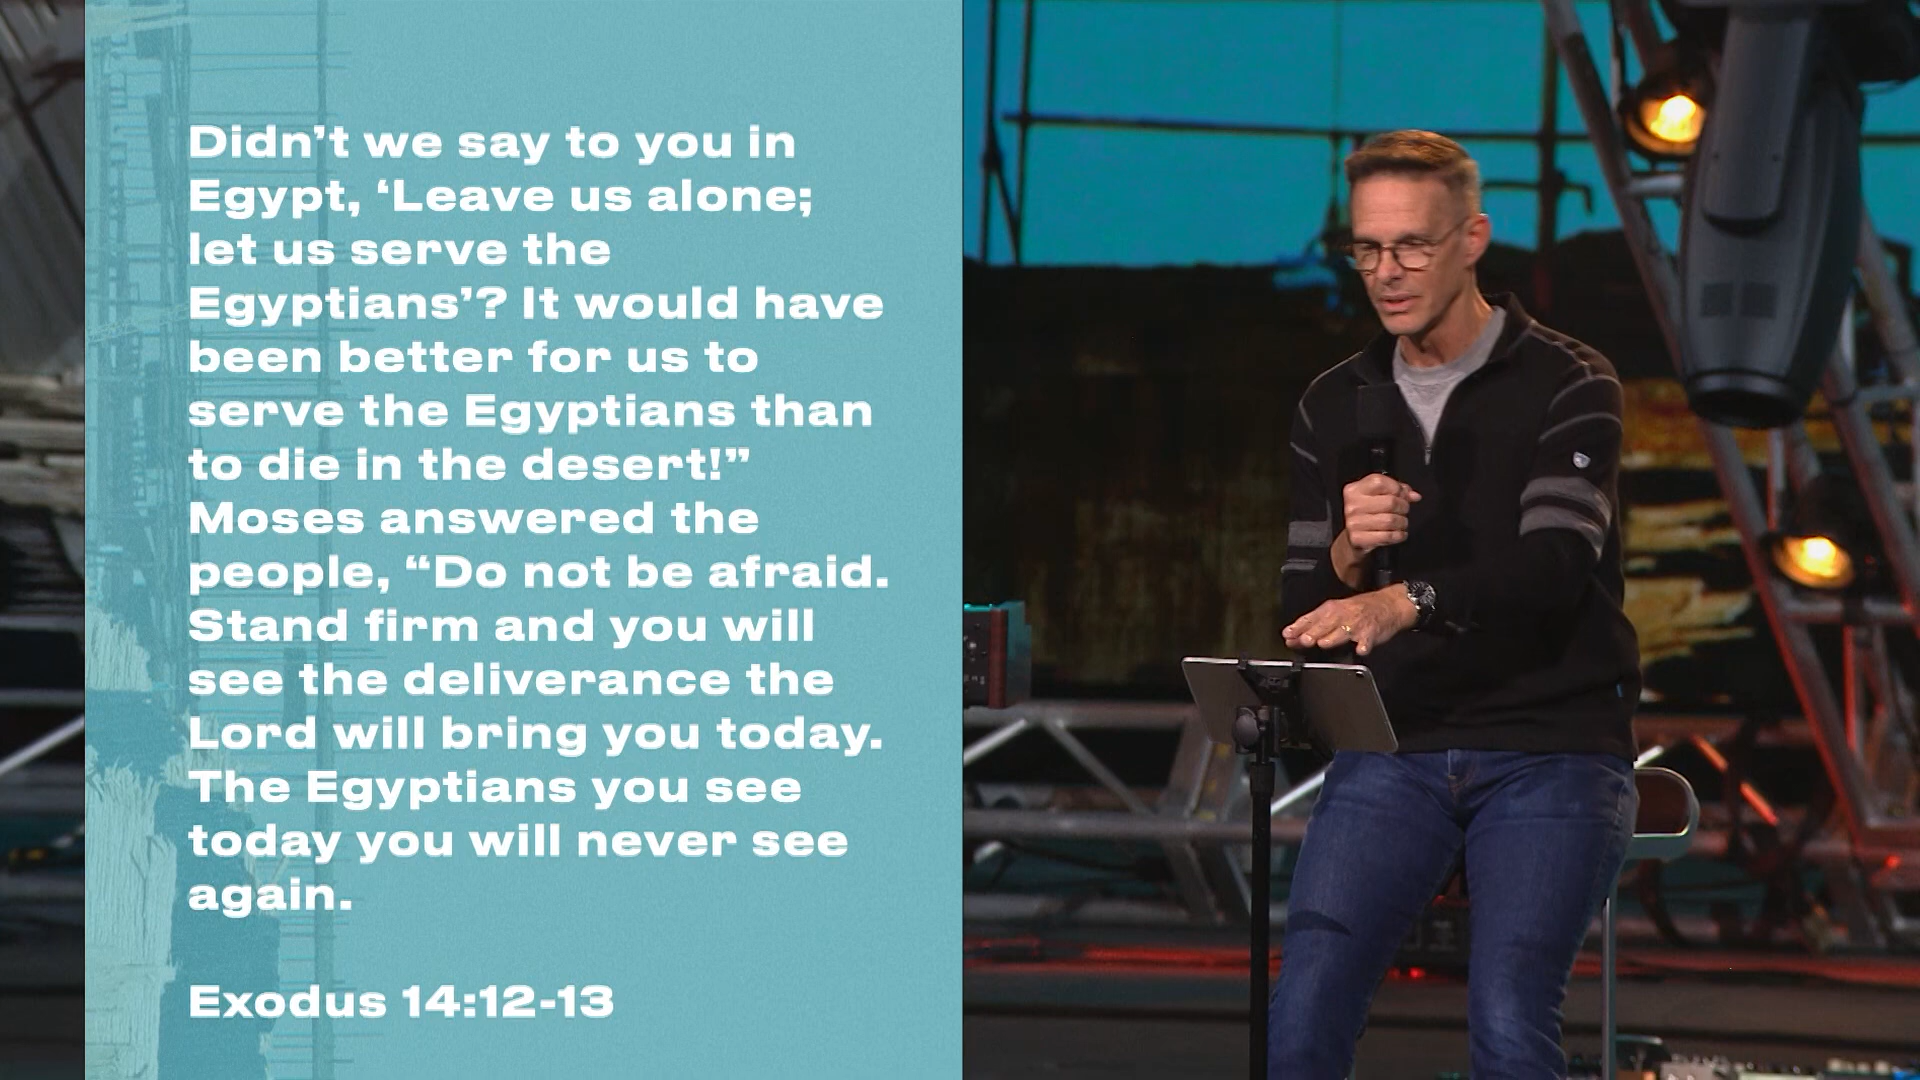 Didn’t we say to you in
Egypt, ‘Leave us alone;
let us serve the
Egyptians’? It would have
been better for us to
serve the Egyptians than
to die in the desert!”
Moses answered the
people, “Do not be afraid.
Stand firm and you will
see the deliverance the
Lord will bring you today.
The Egyptians you see
today you will never see
again.
Exodus 14:12-13